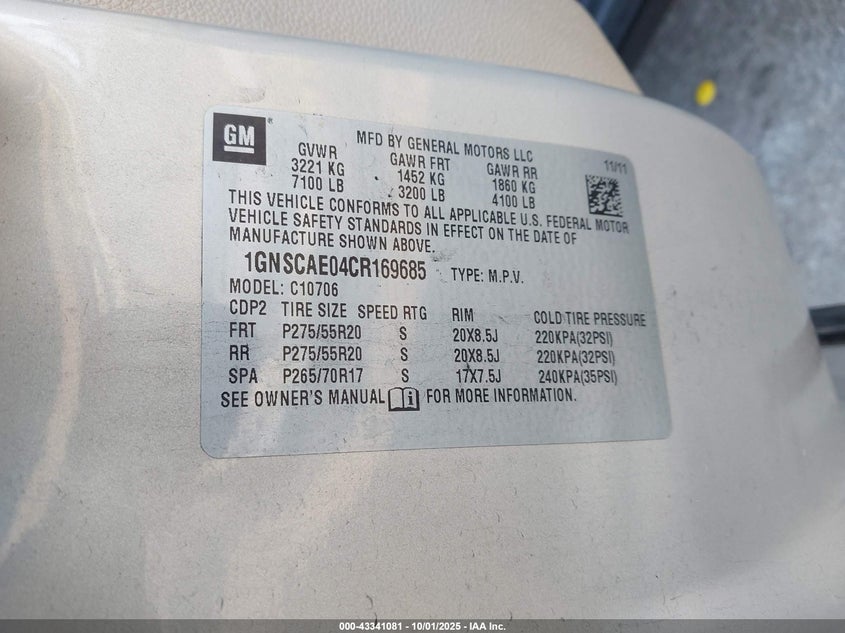 GM
MFD BY GENERAL MOTORS LLC
11/11
GVWR GAWR FRT GAWR RR
3221 KG 1452 KG 1860 KG
7100 LB 3200 LB 4100 LB
THIS VEHICLE CONFORMS TO ALL APPLICABLE U.S. FEDERAL MOTOR
VEHICLE SAFETY STANDARDS IN EFFECT ON THE DATE OF
MANUFACTURE SHOWN ABOVE.
1GNSCAE04CR169685 TYPE: M.P.V.
MODEL: C10706
CDP2 TIRE SIZE SPEED RTG RIM COLD TIRE PRESSURE
FRT P275/55R20 S 20X8.5J 220KPA(32PSI)
RR P275/55R20 S 20X8.5J 220KPA(32PSI)
SPA P265/70R17 S 17X7.5J 240KPA(35PSI)
SEE OWNER'S MANUAL FOR MORE INFORMATION.
000-43341081 - 10/01/2025 - IAA Inc.